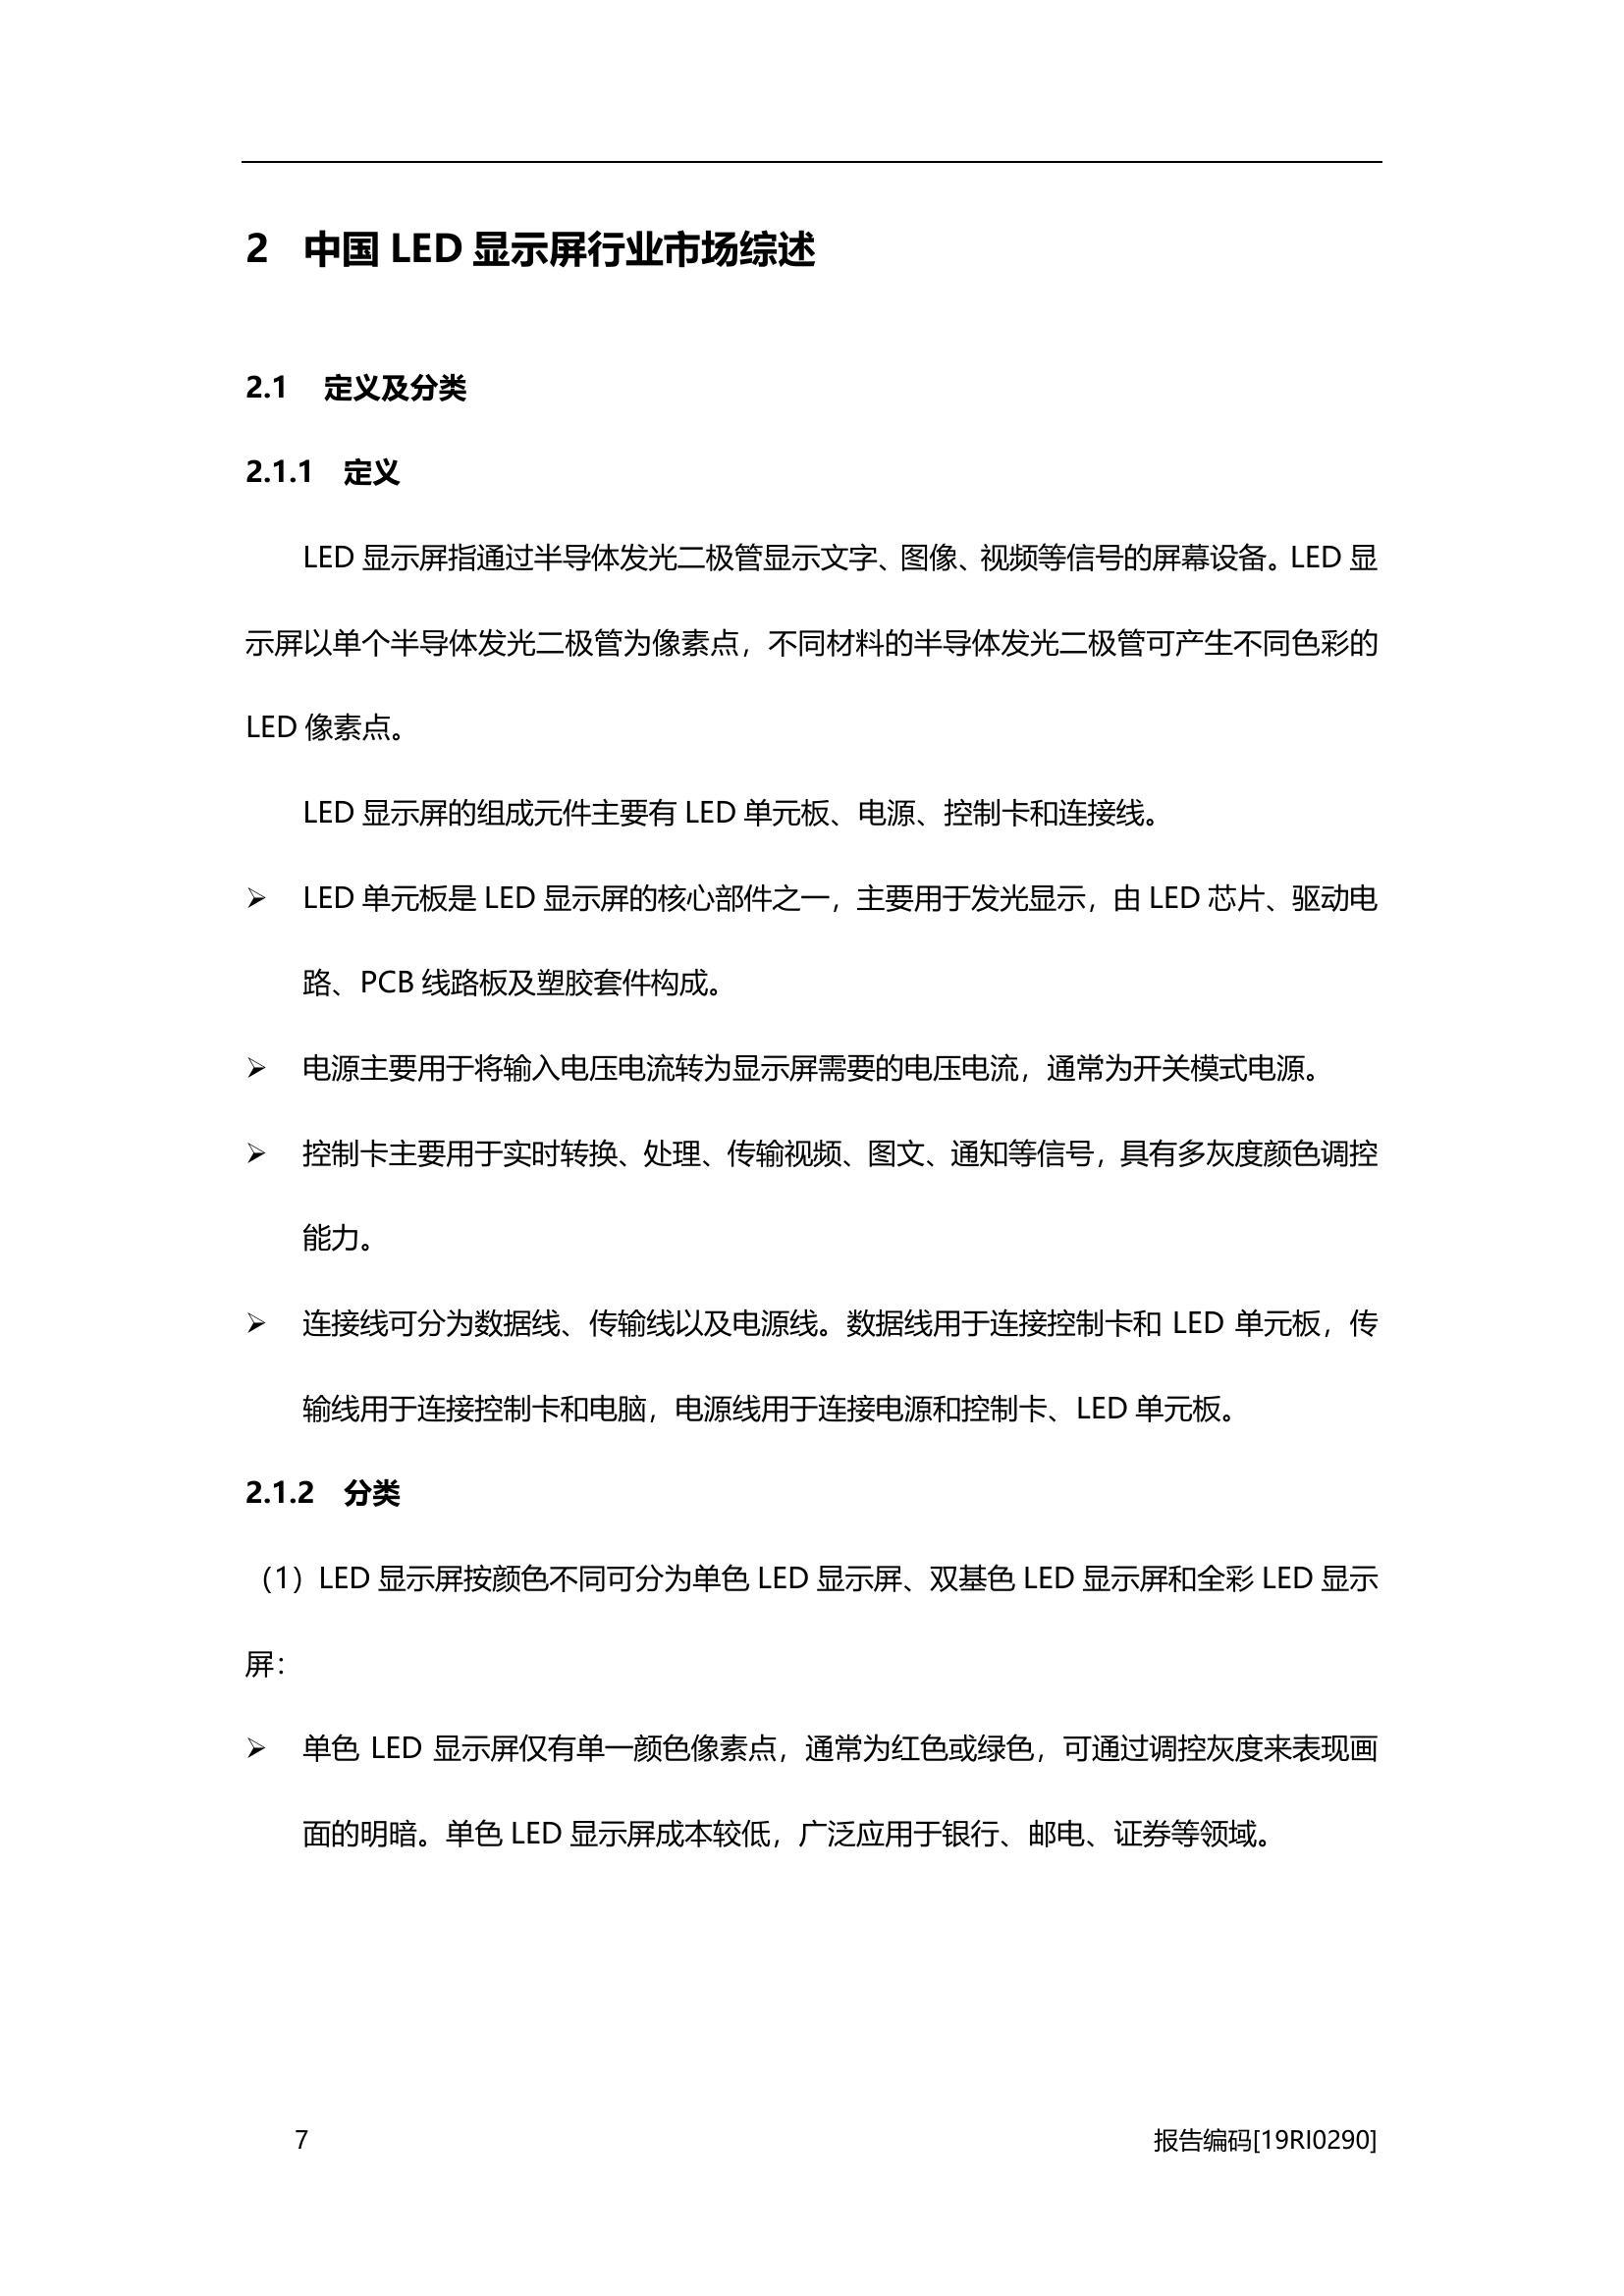 2 中国 LED 显示屏行业市场综述
2.1 定义及分类
2.1.1 定义
LED 显示屏指通过半导体发光二极管显示文字、图像、视频等信号的屏幕设备。LED 显
示屏以单个半导体发光二极管为像素点，不同材料的半导体发光二极管可产生不同色彩的
LED 像素点。
LED 显示屏的组成元件主要有 LED 单元板、电源、控制卡和连接线。
➢ LED 单元板是 LED 显示屏的核心部件之一，主要用于发光显示，由 LED 芯片、驱动电
路、PCB 线路板及塑胶套件构成。
➢ 电源主要用于将输入电压电流转为显示屏需要的电压电流，通常为开关模式电源。
➢ 控制卡主要用于实时转换、处理、传输视频、图文、通知等信号，具有多灰度颜色调控
能力。
➢ 连接线可分为数据线、传输线以及电源线。数据线用于连接控制卡和 LED 单元板，传
输线用于连接控制卡和电脑，电源线用于连接电源和控制卡、LED 单元板。
2.1.2 分类
（1）LED 显示屏按颜色不同可分为单色 LED 显示屏、双基色 LED 显示屏和全彩 LED 显示
屏：
➢ 单色 LED 显示屏仅有单一颜色像素点，通常为红色或绿色，可通过调控灰度来表现画
面的明暗。单色 LED 显示屏成本较低，广泛应用于银行、邮电、证券等领域。
7 报告编码[19RI0290]